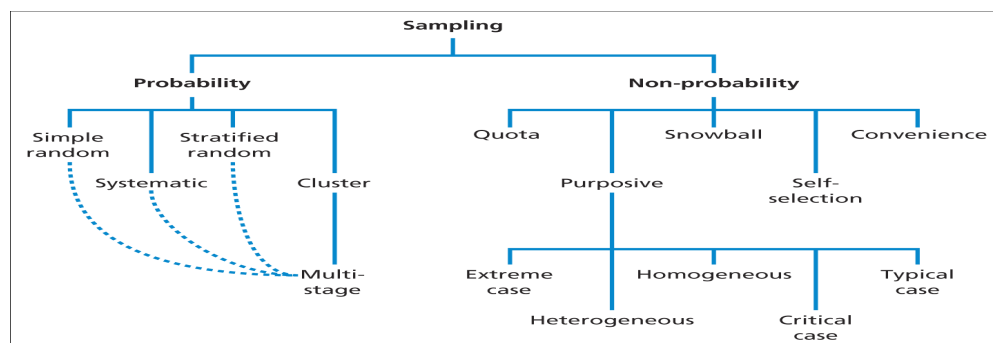 Sampling
Probability
Non-probability
Simple
random
Stratified
random
Quota
Snowball
Convenience
Systematic
Cluster
Purposive
Self-
selection
Multi-
stage
Extreme
case
Homogeneous
Typical
case
Heterogeneous
Critical
case